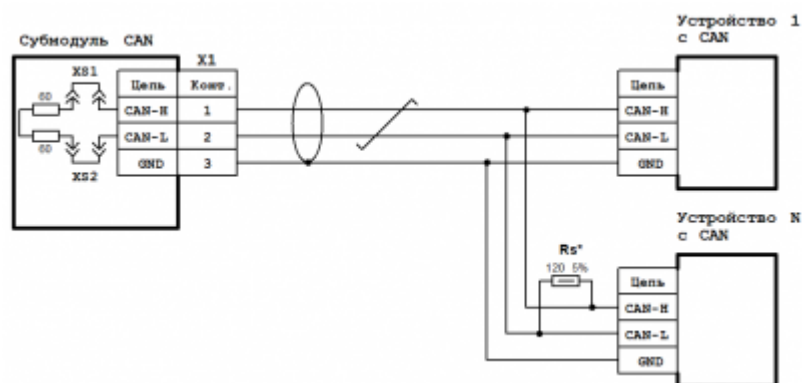 Субмодуль CAN
XS1
60
60
XS2
X1
Цепь Конт.
CAN-H 1
CAN-L 2
GND 3
Устройство 1
с CAN
Цепь
CAN-H
CAN-L
GND
Устройство N
с CAN
Rs*
120 5%
Цепь
CAN-H
CAN-L
GND